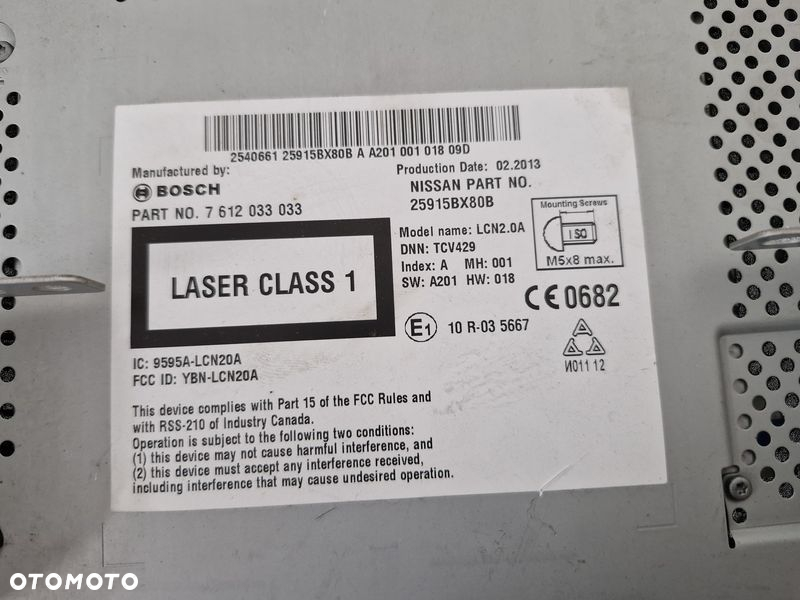 2540661 25915BX80B A A201 001 018 09D
Manufactured by:
BOSCH
PART NO. 7 612 033 033
Production Date: 02.2013
NISSAN PART NO.
25915BX80B
LASER CLASS 1
Model name: LCN2.0A
DNN: TCV429
Index: A MH: 001
SW: A201 HW: 018
Mounting Screws
ISO
M5x8 max.
CE0682
E1 10 R-03 5667
И011 12
IC: 9595A-LCN20A
FCC ID: YBN-LCN20A
This device complies with Part 15 of the FCC Rules and
with RSS-210 of Industry Canada.
Operation is subject to the following two conditions:
(1) this device may not cause harmful interference, and
(2) this device must accept any interference received,
including interference that may cause undesired operation.
OTOMOTO